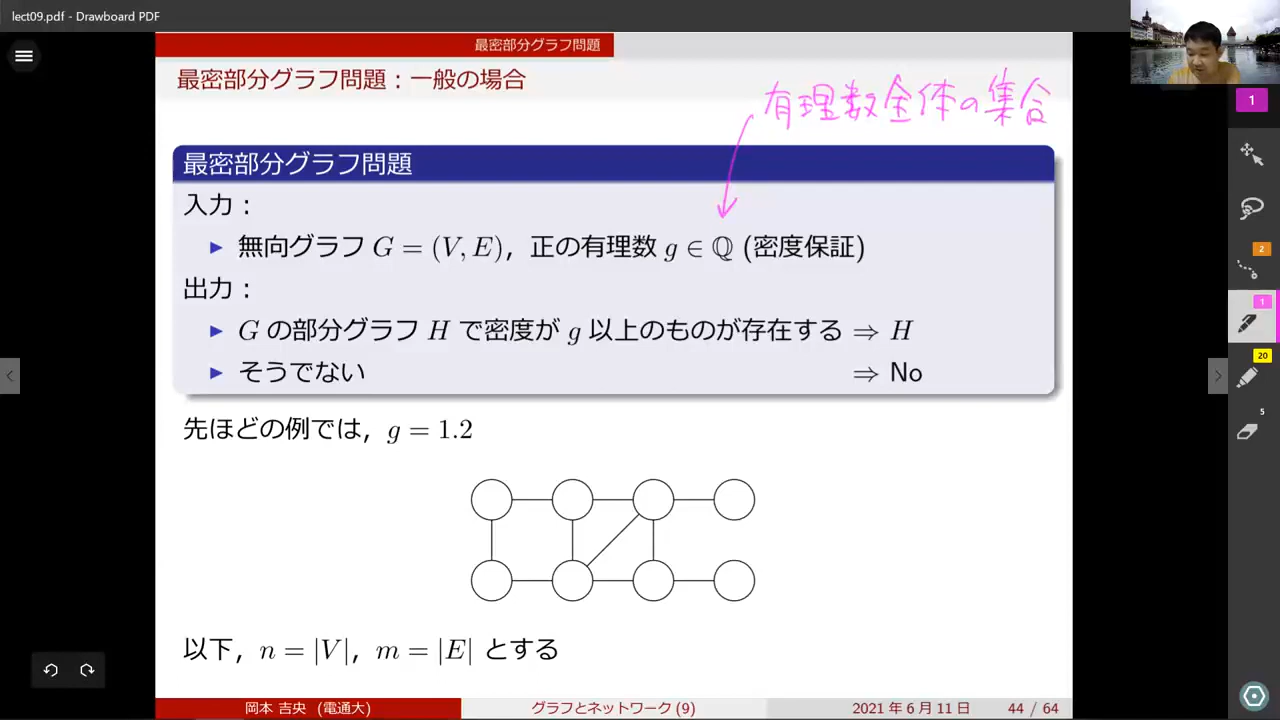 lect09.pdf - Drawboard PDF
最密部分グラフ問題
最密部分グラフ問題：一般の場合
有理数全体の集合
最密部分グラフ問題
入力：
▶ 無向グラフ G = (V, E)，正の有理数 g ∈ ℚ (密度保証)
出力：
▶ G の部分グラフ H で密度が g 以上のものが存在する ⇒ H
▶ そうでない ⇒ No
先ほどの例では，g = 1.2
以下，n = |V|，m = |E| とする
岡本 吉央 (電通大) グラフとネットワーク (9) 2021 年 6 月 11 日 44 / 64
1
2
1
20
5